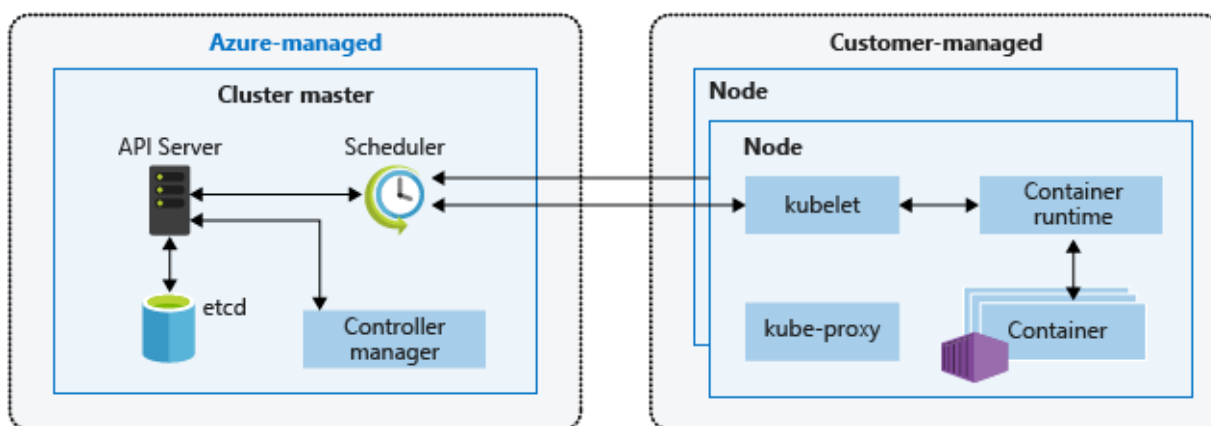 Azure-managed
Cluster master
API Server
Scheduler
etcd
Controller
manager
Customer-managed
Node
Node
kubelet
Container
runtime
kube-proxy
Container